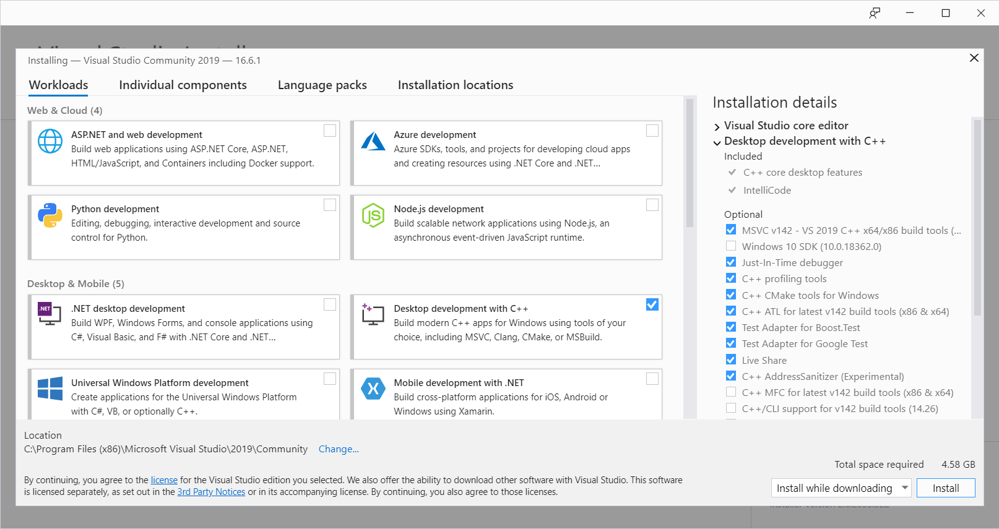 Visual Studio Installer
Installing — Visual Studio Community 2019 — 16.6.1
Workloads
Individual components
Language packs
Installation locations
Web & Cloud (4)
ASP.NET and web development
Build web applications using ASP.NET Core, ASP.NET,
HTML/JavaScript, and Containers including Docker support.
Azure development
Azure SDKs, tools, and projects for developing cloud apps
and creating resources using .NET Core and .NET...
Python development
Editing, debugging, interactive development and source
control for Python.
JS
Node.js development
Build scalable network applications using Node.js, an
asynchronous event-driven JavaScript runtime.
Desktop & Mobile (5)
.NET
.NET desktop development
Build WPF, Windows Forms, and console applications using
C#, Visual Basic, and F# with .NET Core and .NET...
Desktop development with C++
Build modern C++ apps for Windows using tools of your
choice, including MSVC, Clang, CMake, or MSBuild.
Universal Windows Platform development
Create applications for the Universal Windows Platform
with C#, VB, or optionally C++.
Mobile development with .NET
Build cross-platform applications for iOS, Android or
Windows using Xamarin.
Installation details
Visual Studio core editor
Desktop development with C++
Included
C++ core desktop features
IntelliCode
Optional
MSVC v142 - VS 2019 C++ x64/x86 build tools (...
Windows 10 SDK (10.0.18362.0)
Just-In-Time debugger
C++ profiling tools
C++ CMake tools for Windows
C++ ATL for latest v142 build tools (x86 & x64)
Test Adapter for Boost.Test
Test Adapter for Google Test
Live Share
C++ AddressSanitizer (Experimental)
C++ MFC for latest v142 build tools (x86 & x64)
C++/CLI support for v142 build tools (14.26)
Location
C:\Program Files (x86)\Microsoft Visual Studio\2019\Community Change...
Total space required 4.58 GB
By continuing, you agree to the license for the Visual Studio edition you selected. We also offer the ability to download other software with Visual Studio. This software
is licensed separately, as set out in the 3rd Party Notices or in its accompanying license. By continuing, you also agree to those licenses.
Install while downloading
Install